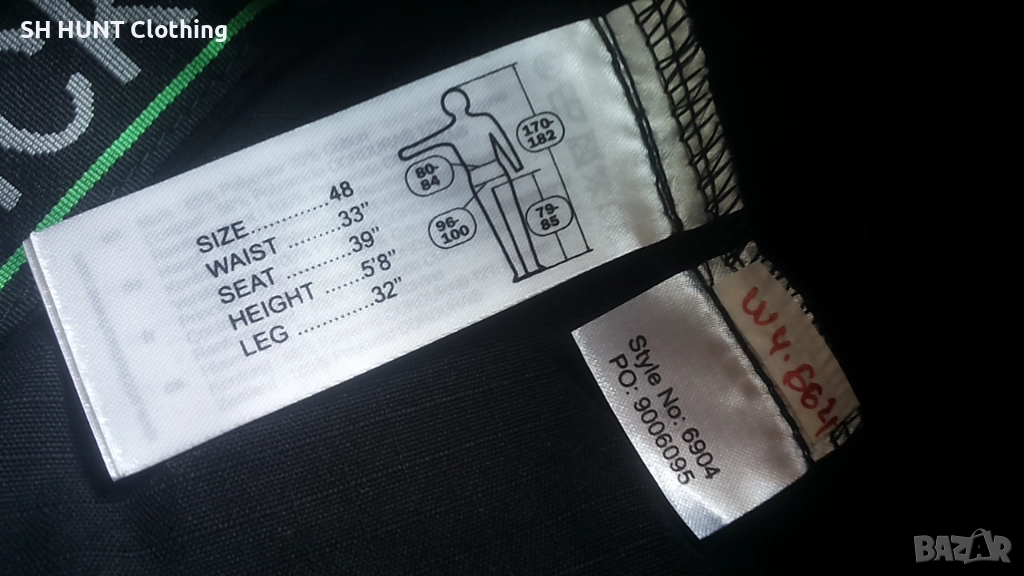 SH HUNT Clothing
SIZE...............48
WAIST ..........33"
SEAT .............39"
HEIGHT .......5'8"
LEG ..............32"
170-
182
80-
84
96-
100
79-
85
Style No: 6904
PO: 9006095
BAZAR